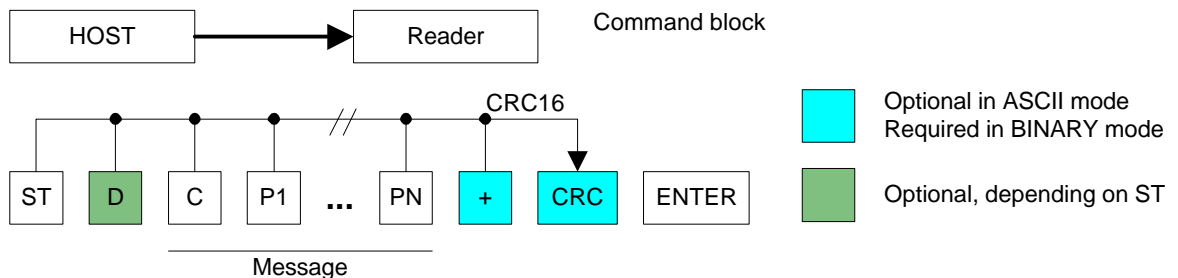 HOST
Reader
Command block
CRC16
Optional in ASCII mode
Required in BINARY mode
ST
D
C
P1
...
PN
+
CRC
ENTER
Optional, depending on ST
Message